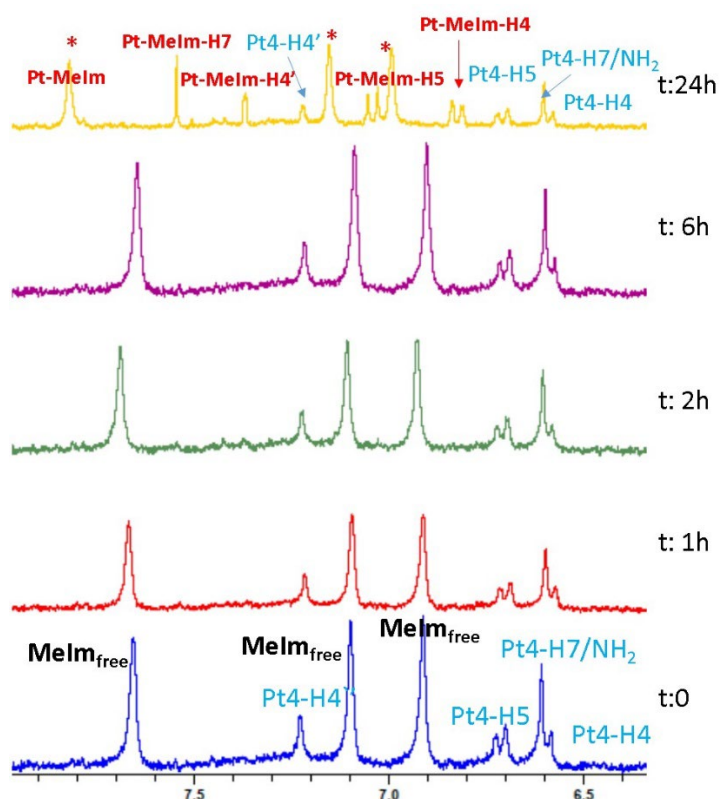 * * *
Pt-MeIm-H7 Pt-MeIm-H4
Pt4-H4’
Pt-MeIm Pt-MeIm-H4’ Pt-MeIm-H5 Pt4-H5 Pt4-H7/NH2 t:24h
Pt4-H4
t: 6h
t: 2h
t: 1h
MeImfree MeImfree MeImfree Pt4-H7/NH2
Pt4-H4’ Pt4-H5 t:0
Pt4-H4
7.5 7.0 6.5